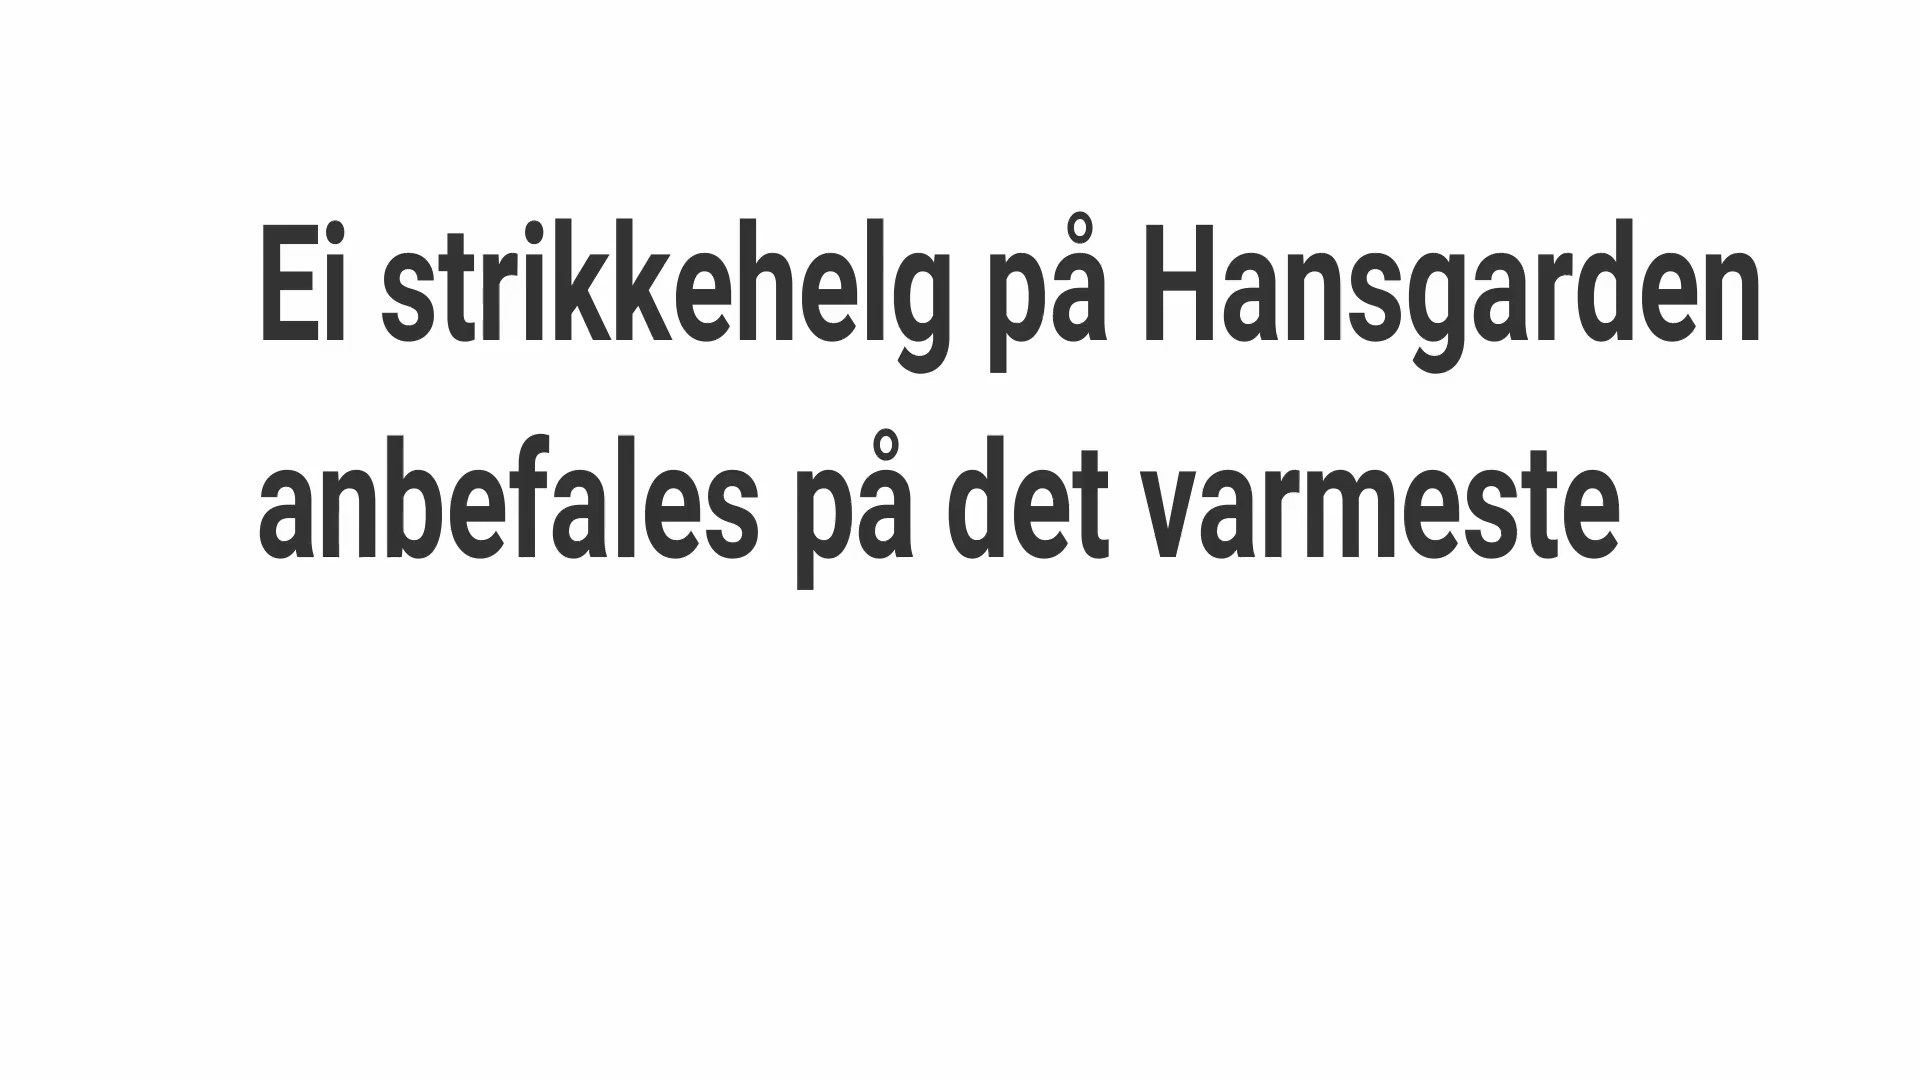 Ei strikkehelg på Hansgarden
anbefales på det varmeste